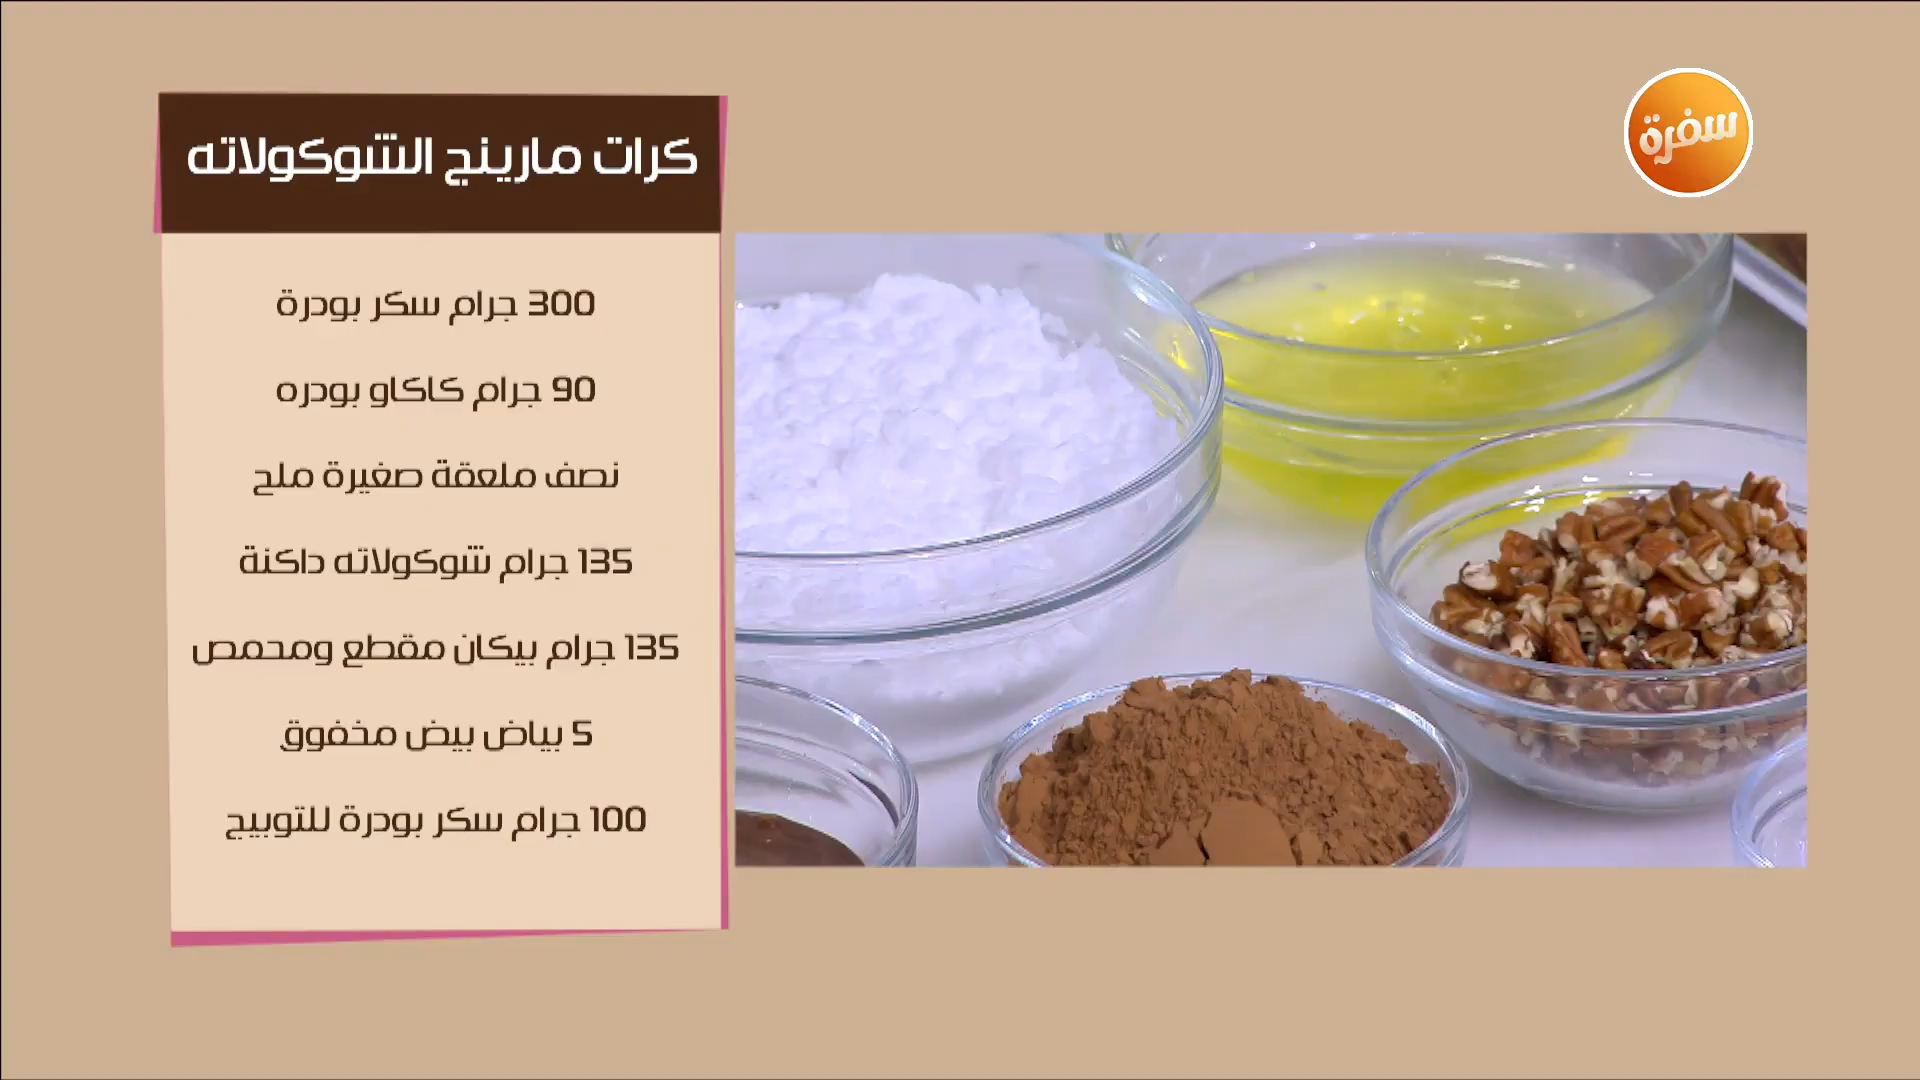 كرات مارينج الشوكولاته
300 جرام سكر بودرة
90 جرام كاكاو بودره
نصف ملعقة صغيرة ملح
135 جرام شوكولاته داكنة
135 جرام بيكان مقطع ومحمص
5 بياض بيض مخفوق
100 جرام سكر بودرة للتوبيج
سفرة